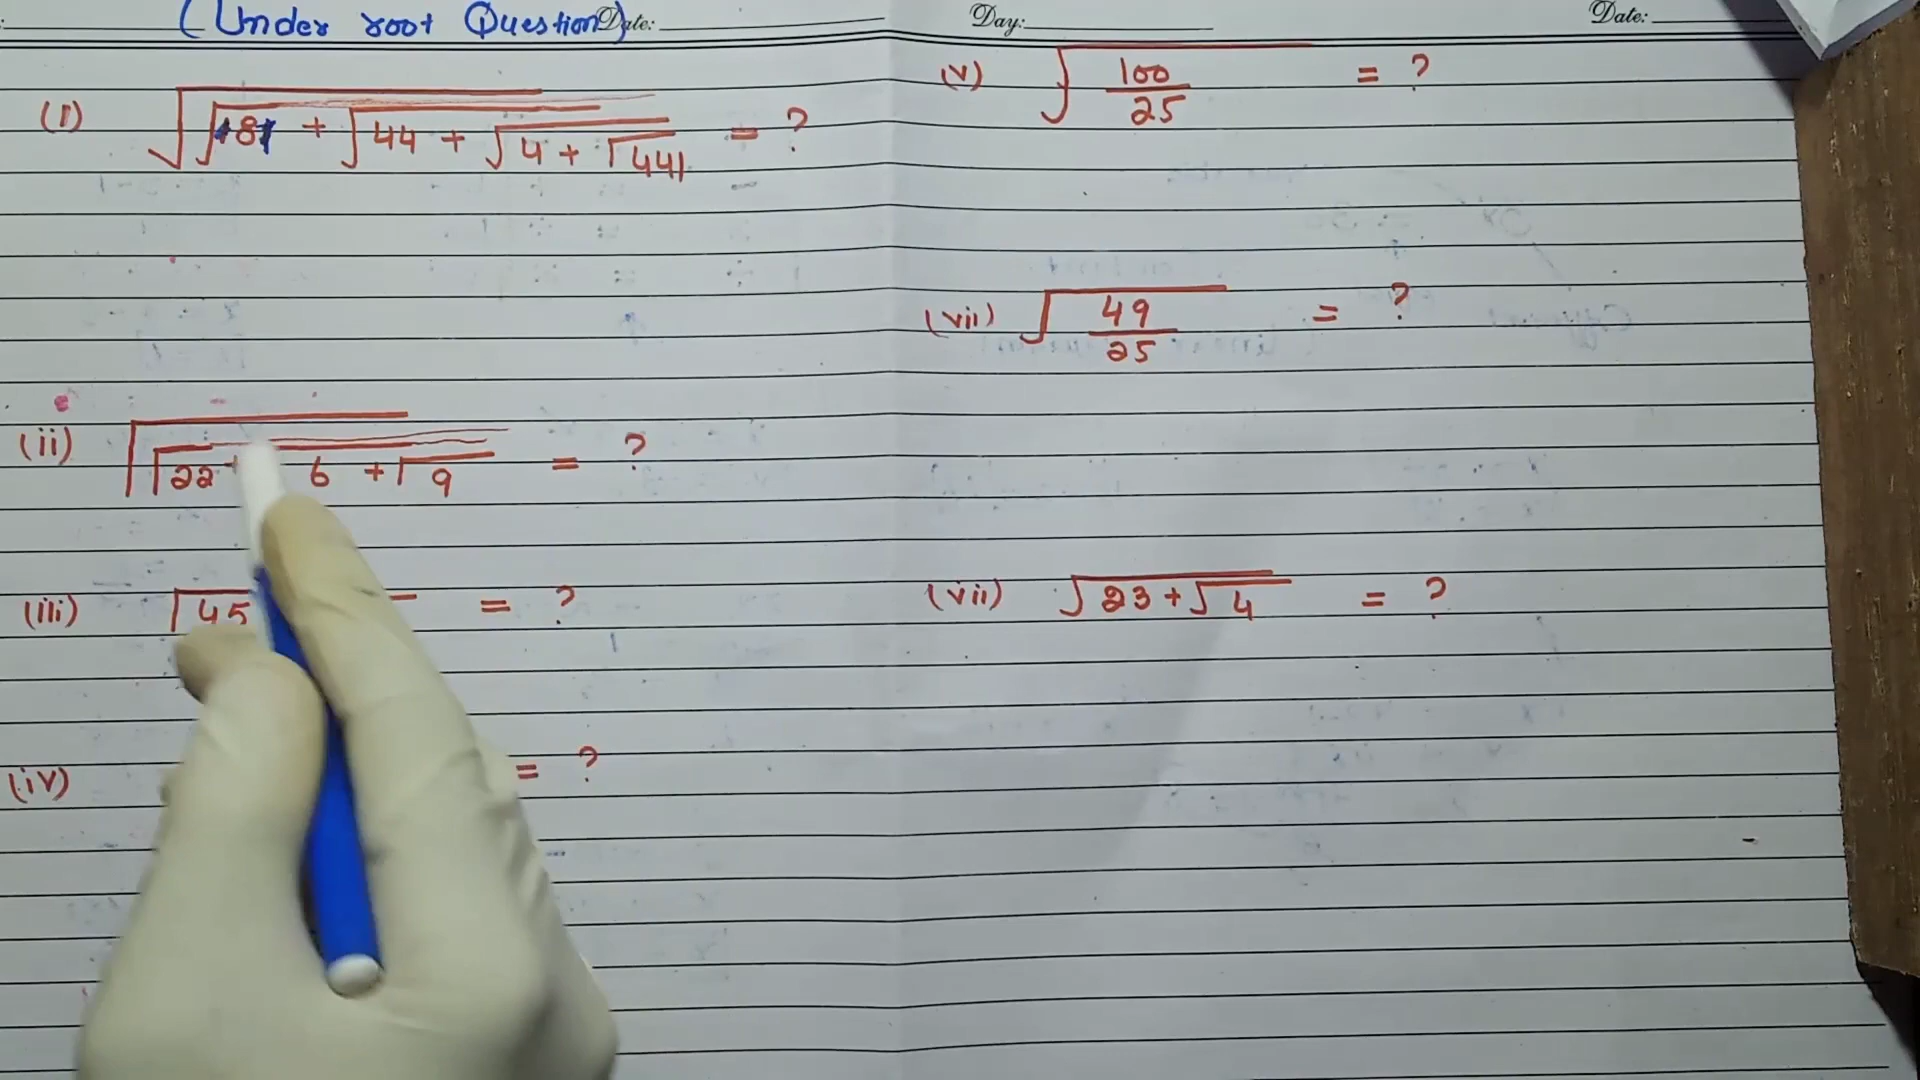 (Under root Question) Date:
(I) √√8 + √44 + √4 + √441 = ?
(ii) √√22 + 6 + √9 = ?
(iii) √45 = ?
(iv) = ?
Day: Date:
(v) √100/25 = ?
(vii) √49/25 = ?
(vii) √23 + √4 = ?